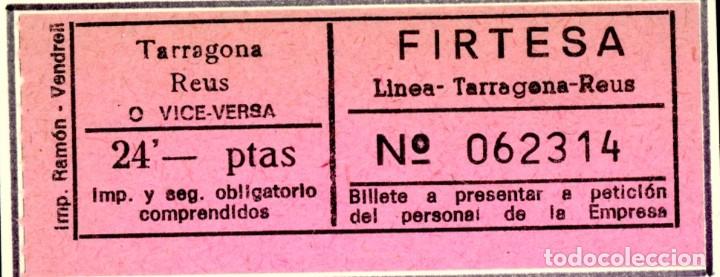 imp. Ramón - Vendrell
Tarragona
Reus
O VICE-VERSA
24'— ptas
imp. y seg. obligatorio
comprendidos
FIRTESA
Linea- Tarragona-Reus
Nº 062314
Billete a presentar a petición
del personal de la Empresa
todocoleccion